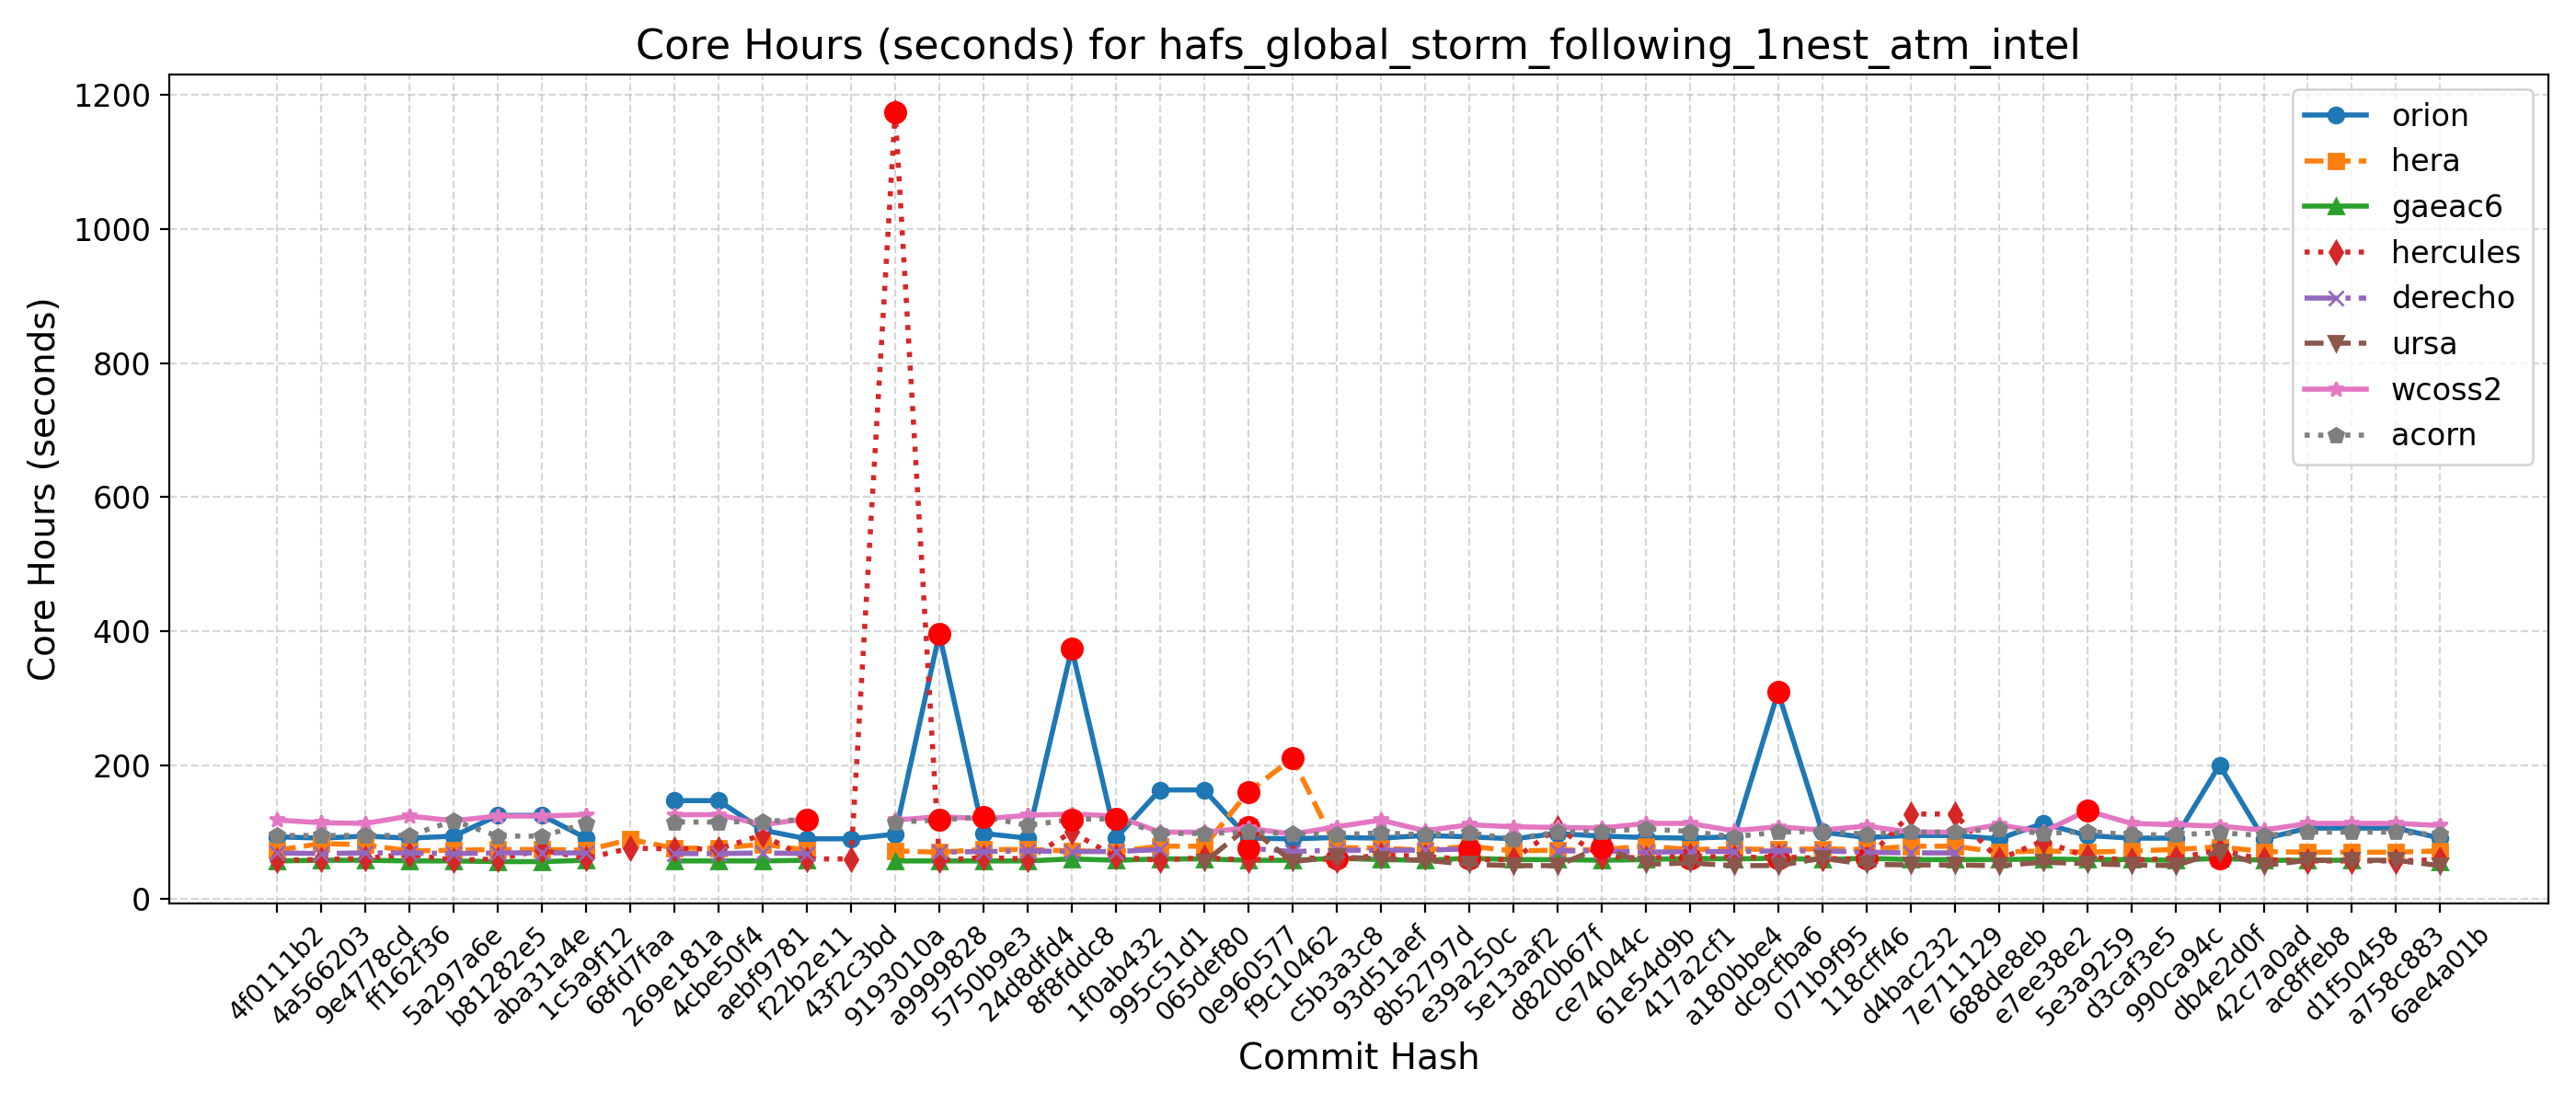 Core Hours (seconds) for hafs_global_storm_following_1nest_atm_intel
Core Hours (seconds)
1200
1000
800
600
400
200
0
orion
hera
gaeac6
hercules
derecho
ursa
wcoss2
acorn
4f0111b2
4a566203
9e4778cd
ff162f36
5a297a6e
b81282e5
aba31a4e
1c5a9f12
68fd7faa
269e181a
4cbe50f4
aebf9781
f22b2e11
43f2c3bd
9193010a
a9999828
5750b9e3
24d8dfd4
8f8fddc8
1f0ab432
995c51d1
065def80
0e960577
f9c10462
c5b3a3c8
93d51aef
8b52797d
e39a250c
5e13aaf2
d820b67f
ce74044c
61e54d9b
417a2cf1
a180bbe4
dc9cfba6
071b9f95
118cff46
d4bac232
7e711129
688de8eb
e7ee38e2
5e3a9259
d3caf3e5
990ca94c
db4e2d0f
42c7a0ad
ac8ffeb8
d1f50458
a758c883
6ae4a01b
Commit Hash